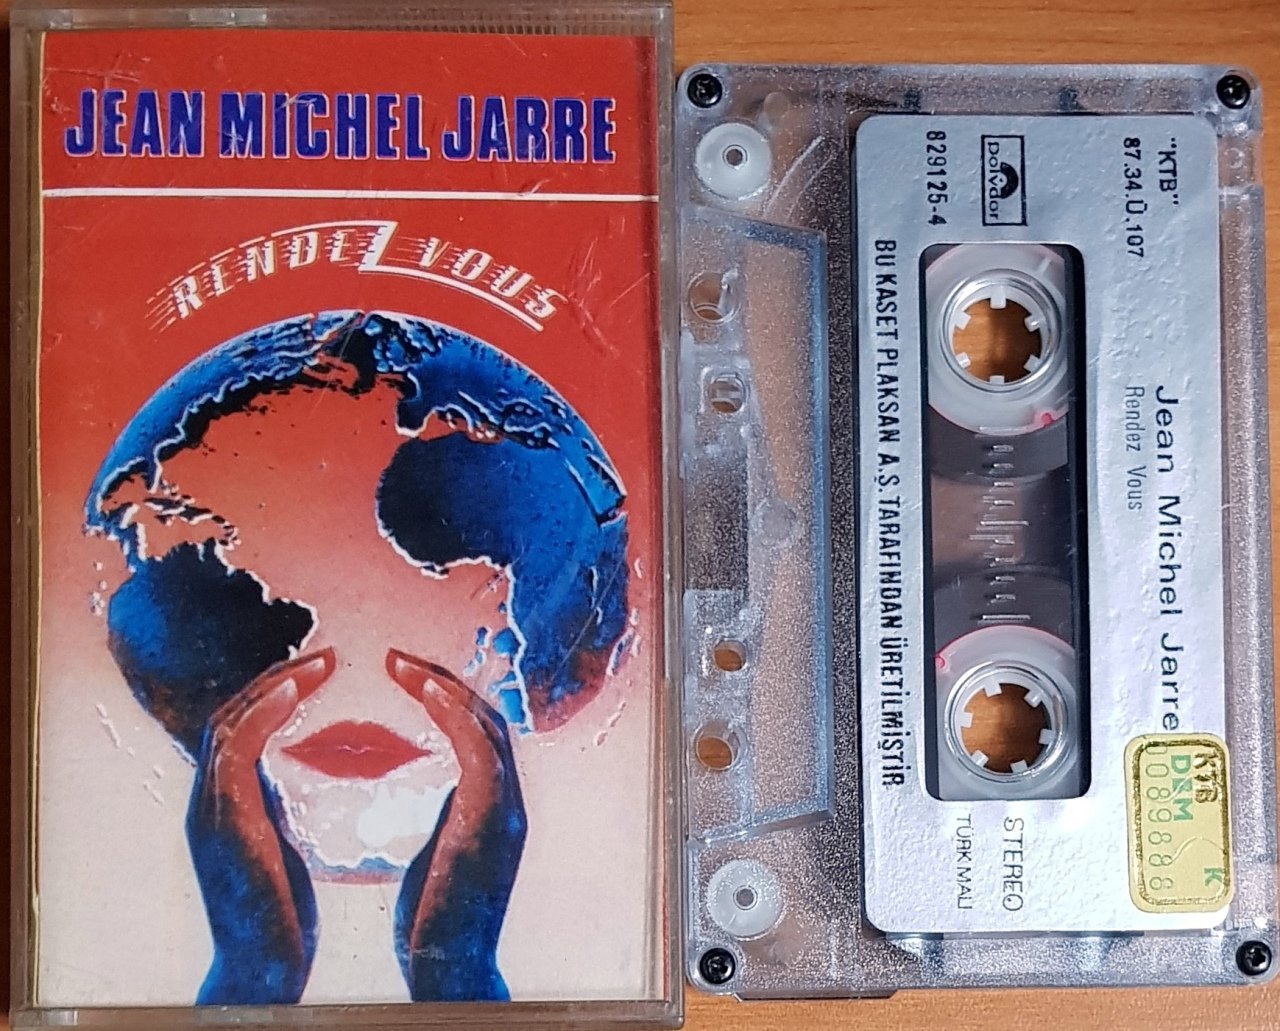 JEAN MICHEL JARRE
RENDEZ VOUS
"KTB"
87.34.Ü.107
polydor
829125-4
Jean Michel Jarre
Rendez Vous
BU KASET PLAKSAN A.Ş. TARAFINDAN ÜRETİLMİŞTİR
STEREO
TÜRK MALI
KTB
K
0089888